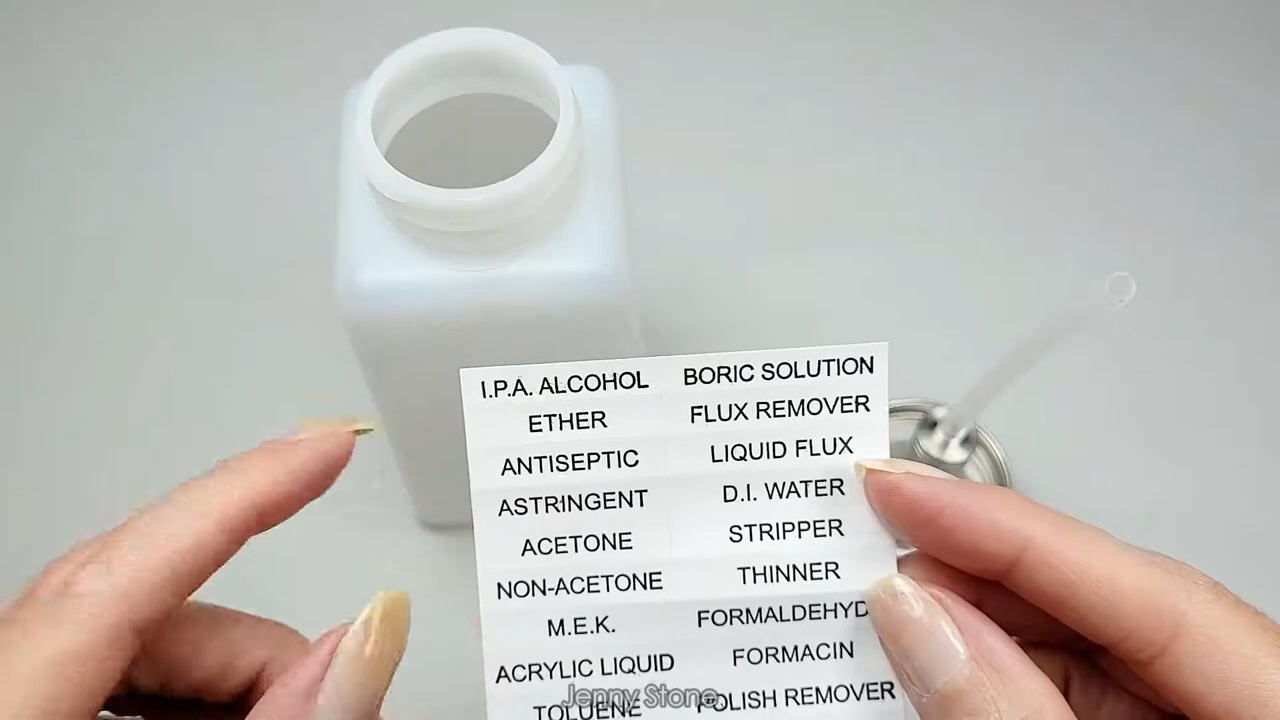 I.P.A. ALCOHOL BORIC SOLUTION
ETHER FLUX REMOVER
ANTISEPTIC LIQUID FLUX
ASTRINGENT D.I. WATER
ACETONE STRIPPER
NON-ACETONE THINNER
M.E.K. FORMALDEHYD
ACRYLIC LIQUID FORMACIN
TOLUENE POLISH REMOVER
Jenny Stone